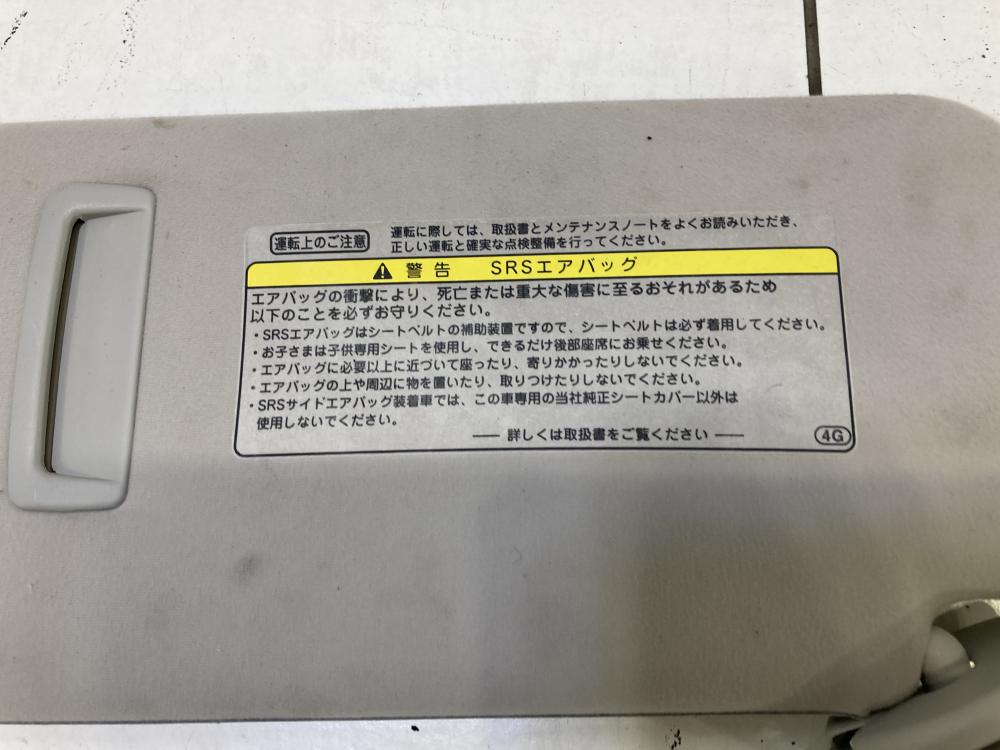 運転上のご注意
運転に際しては、取扱書とメンテナンスノートをよくお読みいただき、
正しい運転と確実な点検整備を行ってください。
警告 SRSエアバッグ
エアバッグの衝撃により、死亡または重大な傷害に至るおそれがあるため
以下のことを必ずお守りください。
・SRSエアバッグはシートベルトの補助装置ですので、シートベルトは必ず着用してください。
・お子さまは子供専用シートを使用し、できるだけ後部座席にお乗せください。
・エアバッグに必要以上に近づいて座ったり、寄りかかったりしないでください。
・エアバッグの上や周辺に物を置いたり、取りつけたりしないでください。
・SRSサイドエアバッグ装着車では、この車専用の当社純正シートカバー以外は
使用しないでください。
── 詳しくは取扱書をご覧ください ──
4G